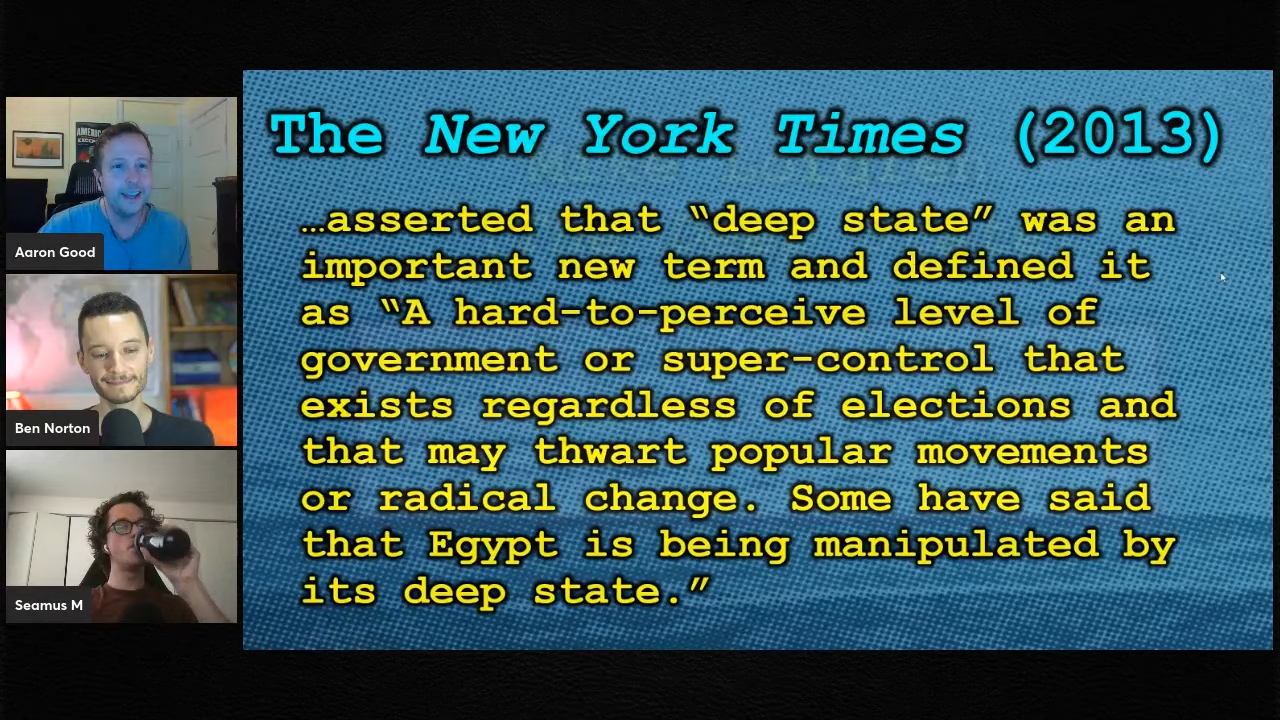 The New York Times (2013)
…asserted that “deep state” was an
important new term and defined it
as “A hard-to-perceive level of
government or super-control that
exists regardless of elections and
that may thwart popular movements
or radical change. Some have said
that Egypt is being manipulated by
its deep state.”
Aaron Good
Ben Norton
Seamus M